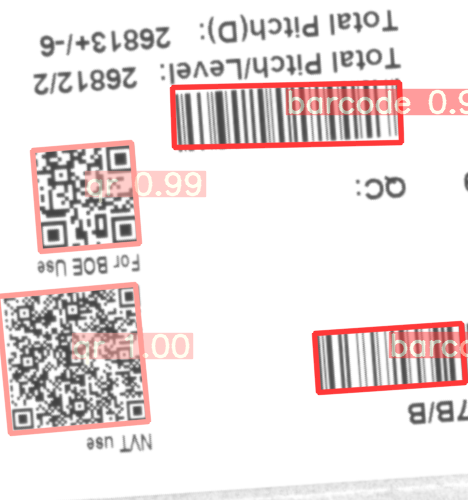 7B/B
NVT use
For BOE Use
QC:
Total Pitch/Level: 26812/2
Total Pitch(D): 26813+/-6
barcode 0.9
qr 0.99
qr 1.00
barco